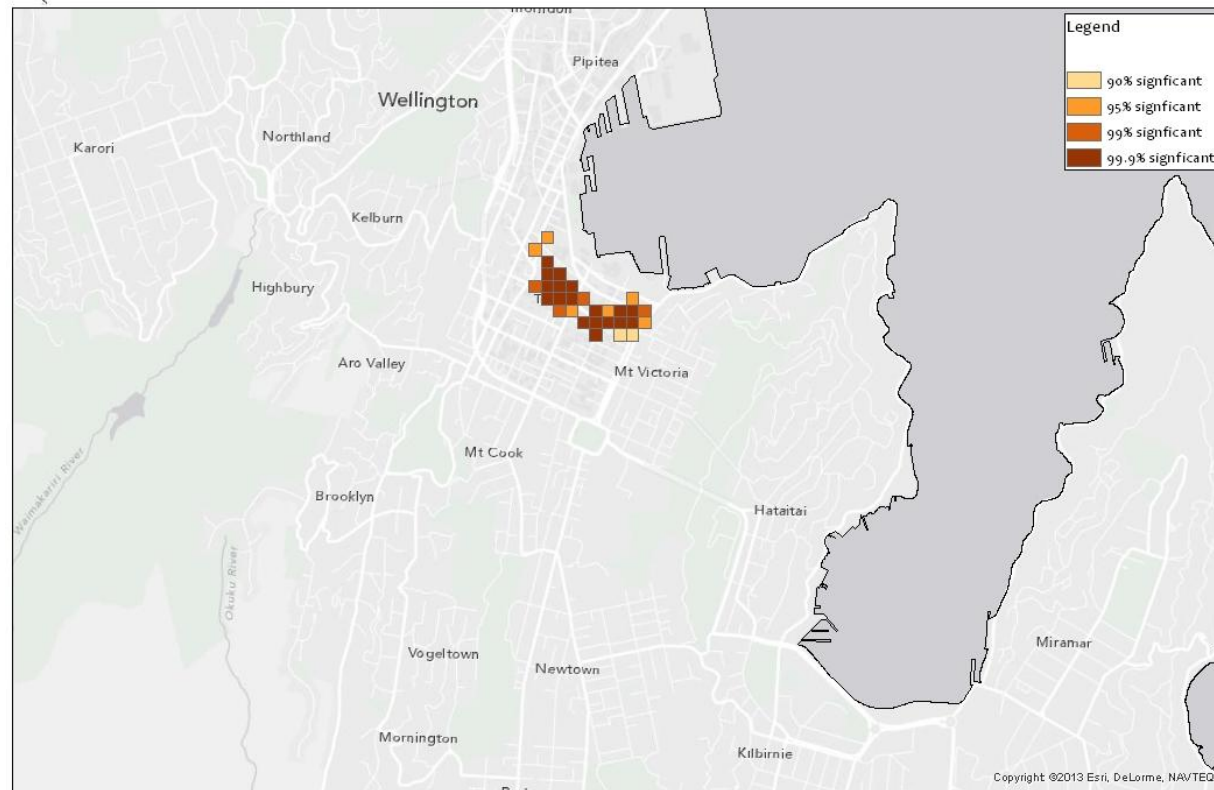 Thorndon
Pipitea
Wellington
Northland
Karori
Kelburn
Highbury
Aro Valley
Mt Victoria
Mt Cook
Brooklyn
Hataitai
Waimakariri River
Okuku River
Vogeltown
Newtown
Miramar
Mornington
Kilbirnie
Legend
90% signficant
95% signficant
99% signficant
99.9% signficant
Copyright ©2013 Esri, DeLorme, NAVTEQ